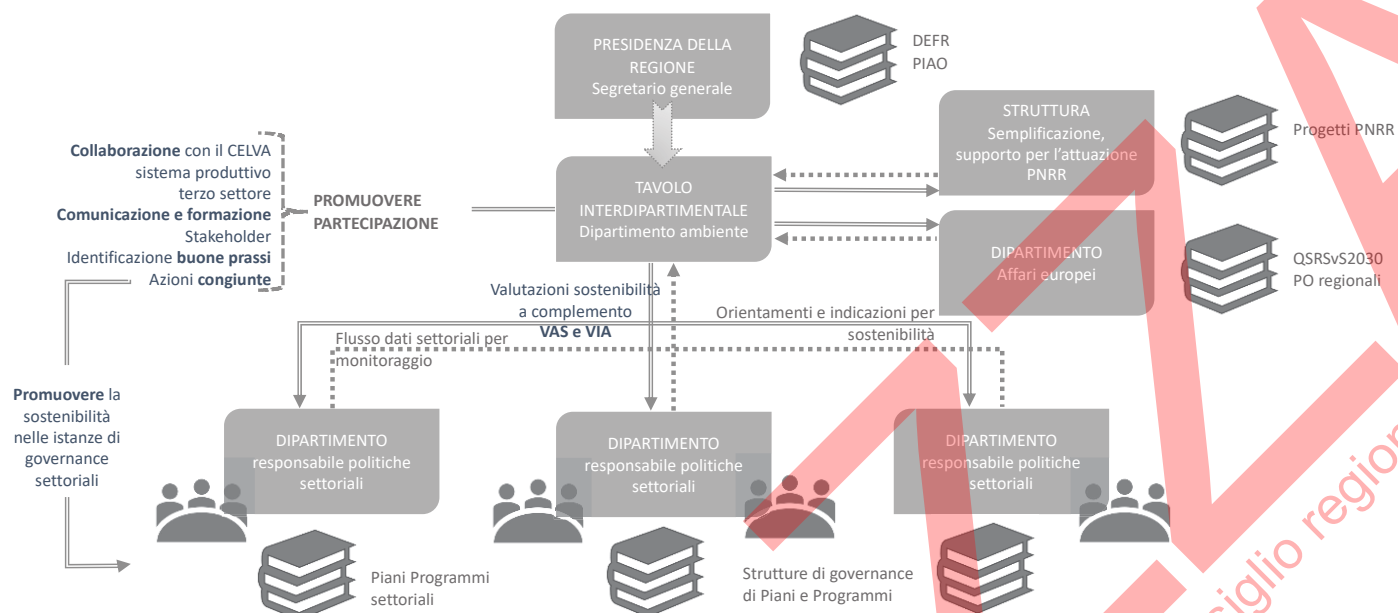 PRESIDENZA DELLA
REGIONE
Segretario generale
DEFR
PIAO
STRUTTURA
Semplificazione,
supporto per l'attuazione
PNRR
Progetti PNRR
Collaborazione con il CELVA
sistema produttivo
terzo settore
Comunicazione e formazione
Stakeholder
Identificazione buone prassi
Azioni congiunte
PROMUOVERE
PARTECIPAZIONE
TAVOLO
INTERDIPARTIMENTALE
Dipartimento ambiente
DIPARTIMENTO
Affari europei
QSRSvS2030
PO regionali
Valutazioni sostenibilità
a complemento
VAS e VIA
Orientamenti e indicazioni per
sostenibilità
Flusso dati settoriali per
monitoraggio
Promuovere la
sostenibilità
nelle istanze di
governance
settoriali
DIPARTIMENTO
responsabile politiche
settoriali
DIPARTIMENTO
responsabile politiche
settoriali
DIPARTIMENTO
responsabile politiche
settoriali
Piani Programmi
settoriali
Strutture di governance
di Piani e Programmi